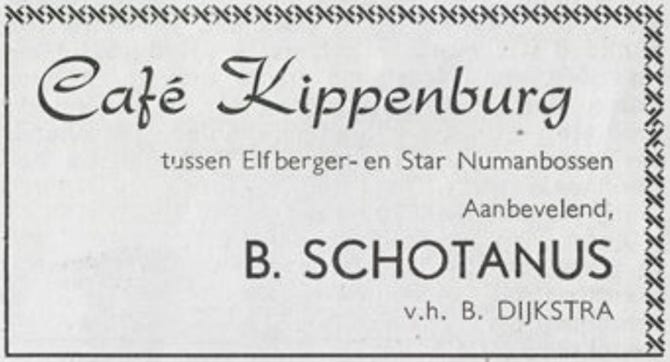 Café Kippenburg
tussen Elfberger- en Star Numanbossen
Aanbevelend,
B. SCHOTANUS
v.h. B. DIJKSTRA